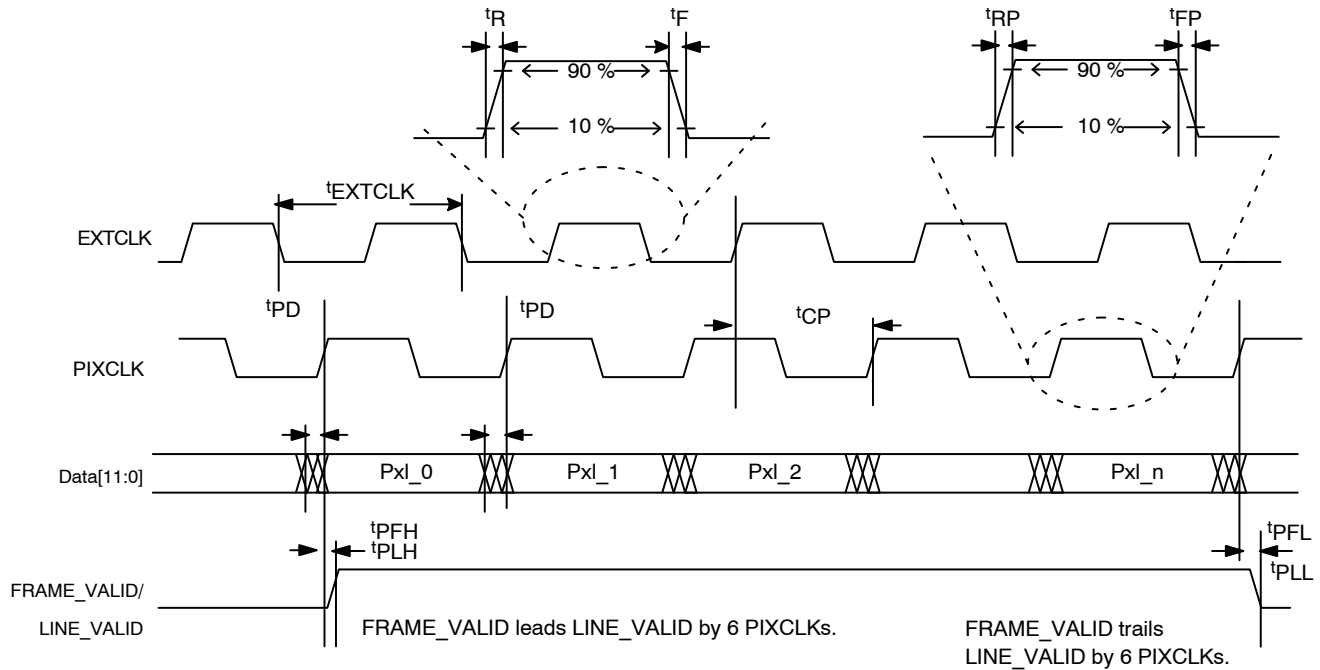 tR
tF
tRP
tFP
90 %
90 %
10 %
10 %
tEXTCLK
EXTCLK
tPD
tPD
tCP
PIXCLK
Data[11:0]
Pxl_0
Pxl_1
Pxl_2
Pxl_n
tPFH
tPLH
tPFL
tPLL
FRAME_VALID/
LINE_VALID
FRAME_VALID leads LINE_VALID by 6 PIXCLKs.
FRAME_VALID trails
LINE_VALID by 6 PIXCLKs.